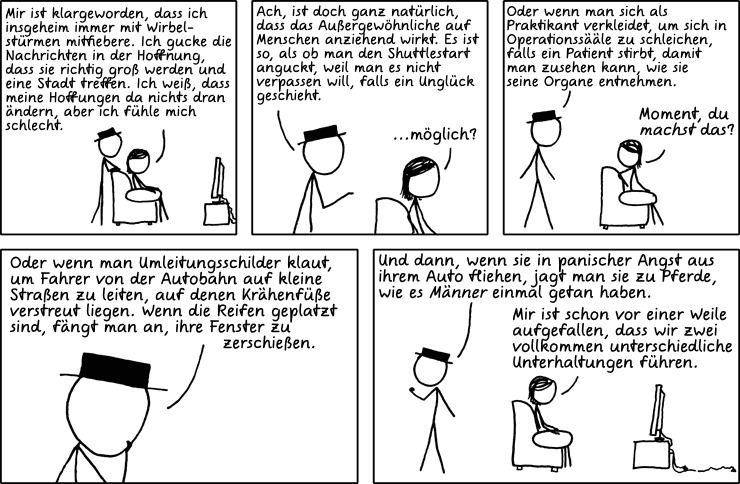 Mir ist klargeworden, dass ich
insgeheim immer mit Wirbel-
stürmen mitfiebere. Ich gucke die
Nachrichten in der Hoffnung,
dass sie richtig groß werden und
eine Stadt treffen. Ich weiß, dass
meine Hoffungen da nichts dran
ändern, aber ich fühle mich
schlecht.
Ach, ist doch ganz natürlich,
dass das Außergewöhnliche auf
Menschen anziehend wirkt. Es ist
so, als ob man den Shuttlestart
anguckt, weil man es nicht
verpassen will, falls ein Unglück
geschieht.
...möglich?
Oder wenn man sich als
Praktikant verkleidet, um sich in
Operationssääle zu schleichen,
falls ein Patient stirbt, damit
man zusehen kann, wie sie
seine Organe entnehmen.
Moment, du
machst das?
Oder wenn man Umleitungsschilder klaut,
um Fahrer von der Autobahn auf kleine
Straßen zu leiten, auf denen Krähenfüße
verstreut liegen. Wenn die Reifen geplatzt
sind, fängt man an, ihre Fenster zu
zerschießen.
Und dann, wenn sie in panischer Angst aus
ihrem Auto fliehen, jagt man sie zu Pferde,
wie es Männer einmal getan haben.
Mir ist schon vor einer Weile
aufgefallen, dass wir zwei
vollkommen unterschiedliche
Unterhaltungen führen.